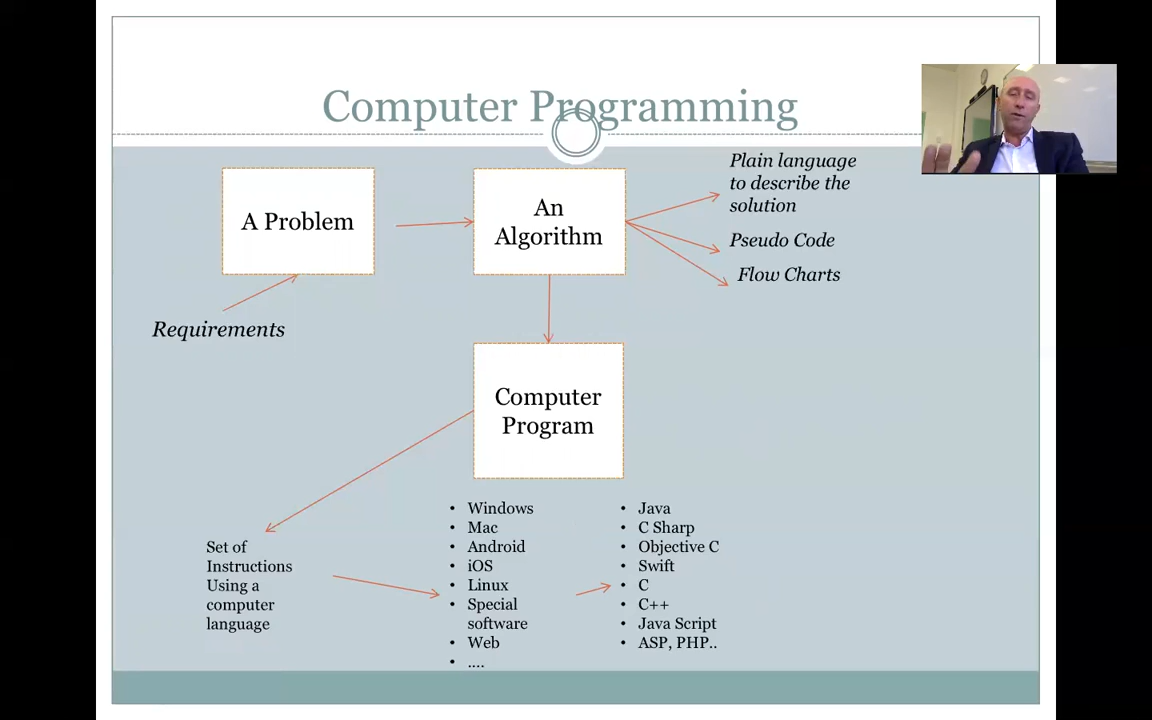 Computer Programming
A Problem
An
Algorithm
Plain language
to describe the
solution
Pseudo Code
Flow Charts
Requirements
Computer
Program
Set of
Instructions
Using a
computer
language
• Windows
• Mac
• Android
• iOS
• Linux
• Special
software
• Web
• ....
• Java
• C Sharp
• Objective C
• Swift
• C
• C++
• Java Script
• ASP, PHP..